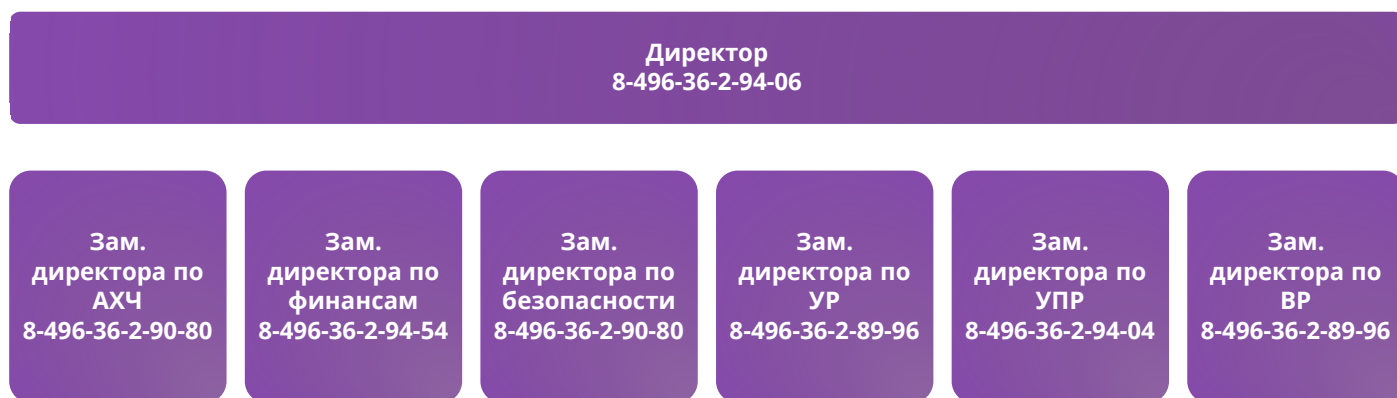 Директор
8-496-36-2-94-06
Зам.
директора по
АХЧ
8-496-36-2-90-80
Зам.
директора по
финансам
8-496-36-2-94-54
Зам.
директора по
безопасности
8-496-36-2-90-80
Зам.
директора по
УР
8-496-36-2-89-96
Зам.
директора по
УПР
8-496-36-2-94-04
Зам.
директора по
ВР
8-496-36-2-89-96